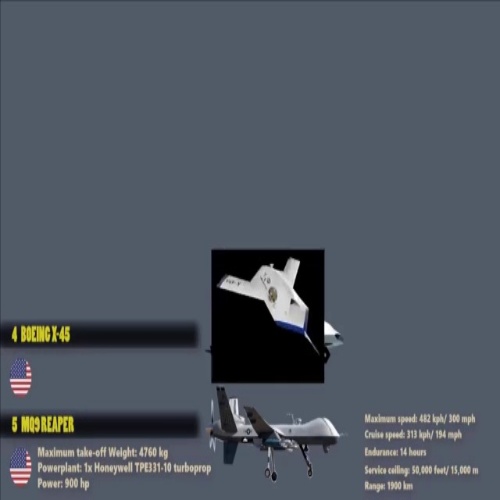 4 BOEING X-45
5 MQ9 REAPER
Maximum take-off Weight: 4760 kg
Powerplant: 1x Honeywell TPE331-10 turboprop
Power: 900 hp
Maximum speed: 482 kph/ 300 mph
Cruise speed: 313 kph/ 194 mph
Endurance: 14 hours
Service ceiling: 50,000 feet/ 15,000 m
Range: 1900 km